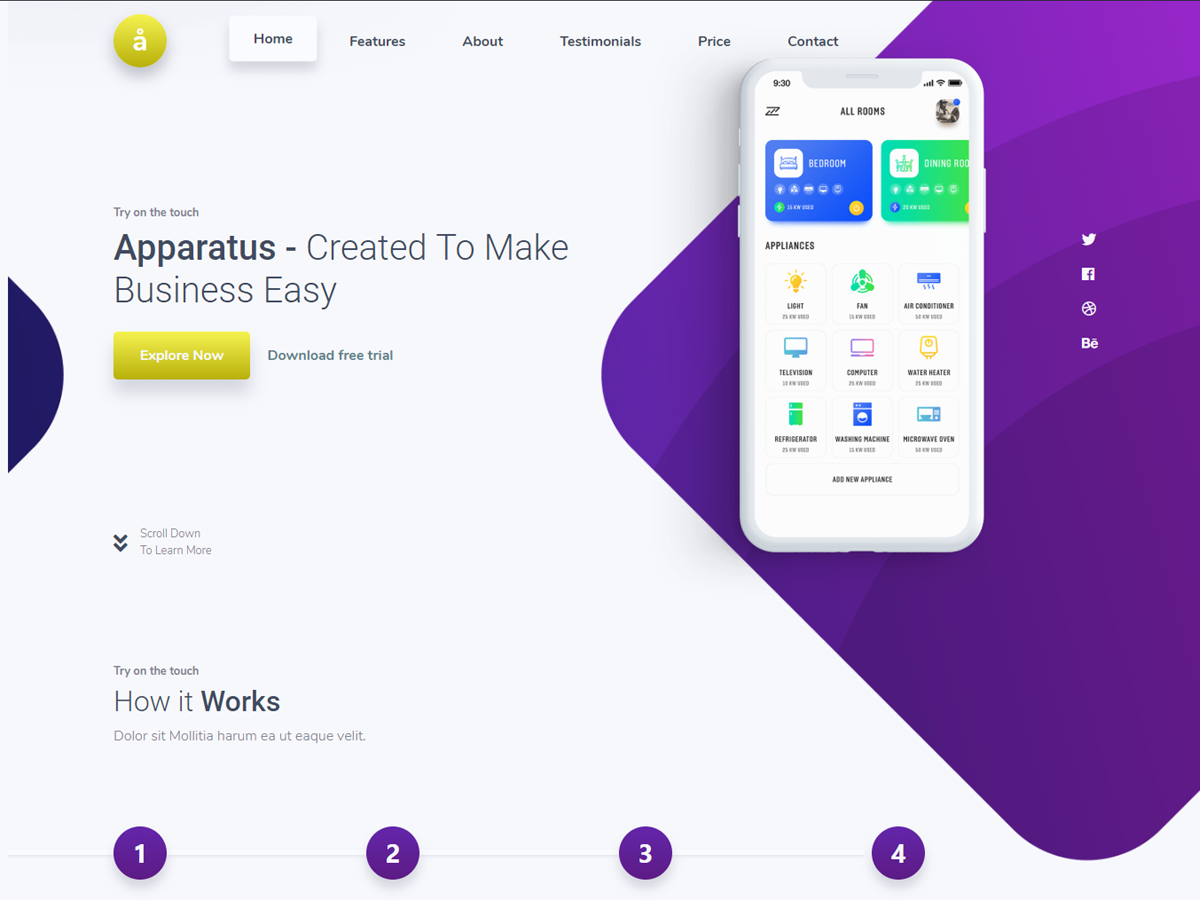 å
Home
Features
About
Testimonials
Price
Contact
9:30
ALL ROOMS
BEDROOM
DINING ROO
15 KW USED
20 KW USED
APPLIANCES
LIGHT
25 KW USED
FAN
15 KW USED
AIR CONDITIONER
50 KW USED
TELEVISION
10 KW USED
COMPUTER
25 KW USED
WATER HEATER
25 KW USED
REFRIGERATOR
25 KW USED
WASHING MACHINE
15 KW USED
MICROWAVE OVEN
50 KW USED
ADD NEW APPLIANCE
Try on the touch
Apparatus - Created To Make
Business Easy
Explore Now
Download free trial
Bē
Scroll Down
To Learn More
Try on the touch
How it Works
Dolor sit Mollitia harum ea ut eaque velit.
1
2
3
4